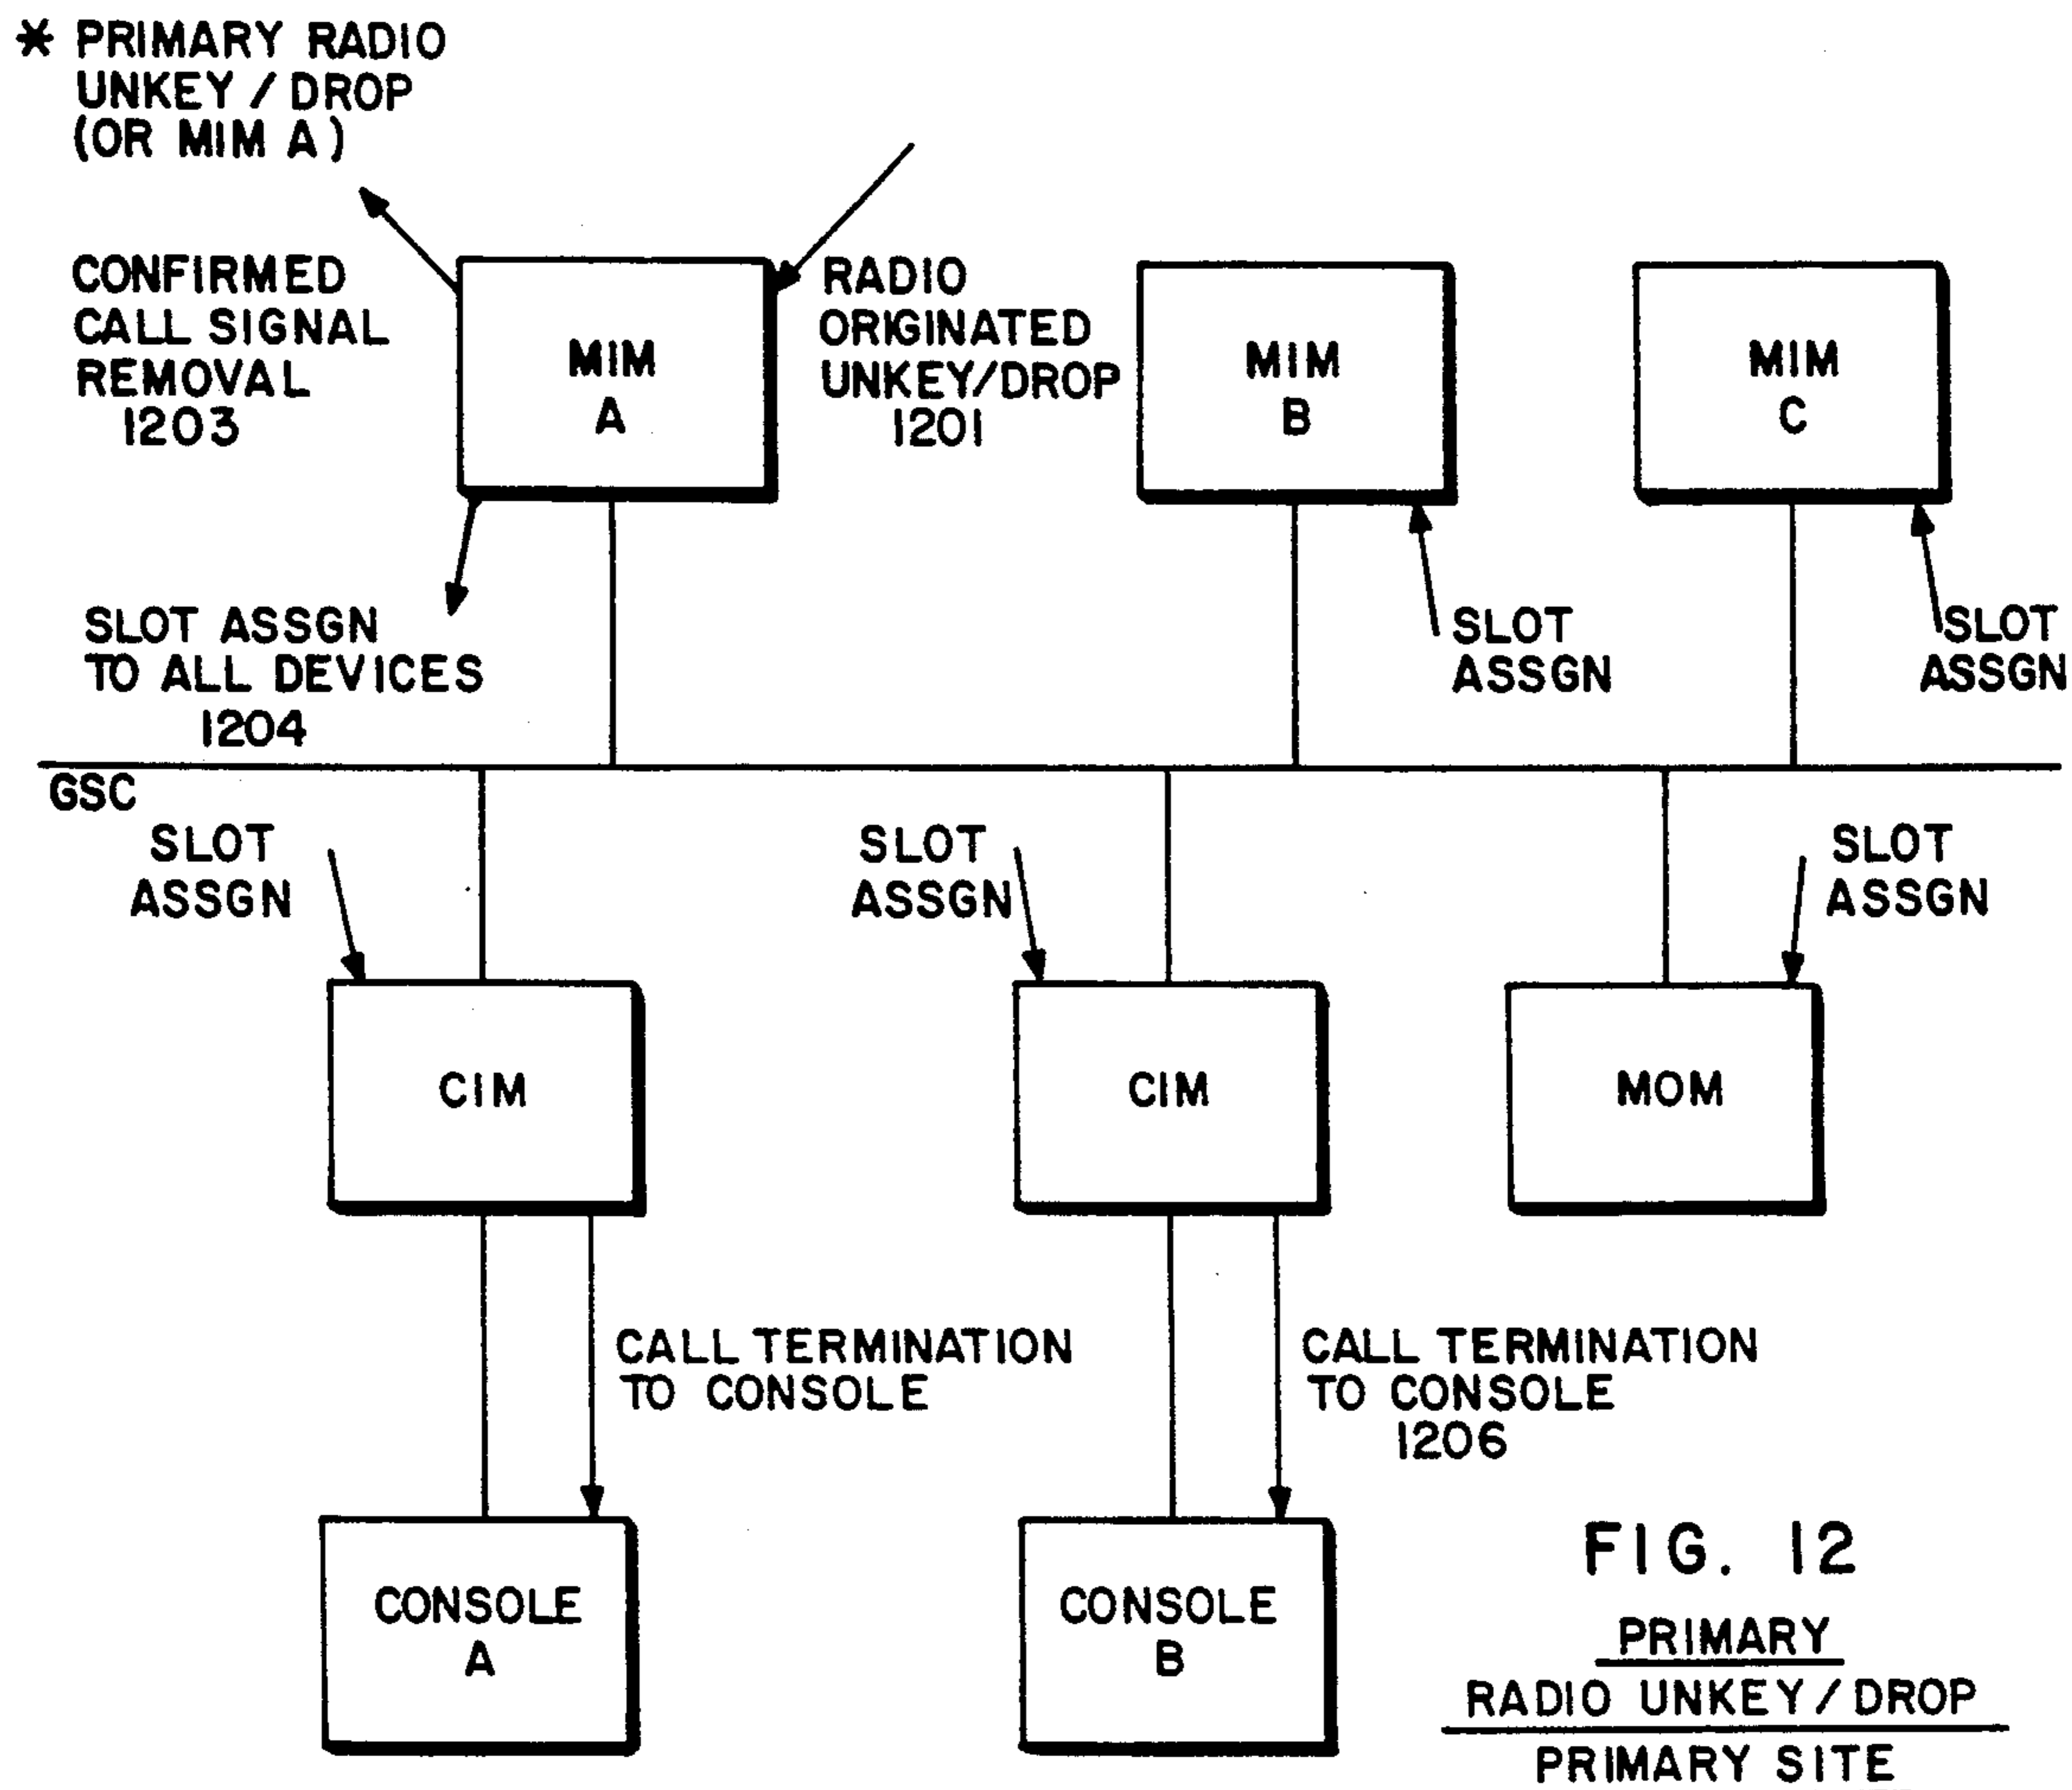 * PRIMARY RADIO
UNKEY / DROP
(OR MIM A)
CONFIRMED
CALL SIGNAL
REMOVAL
1203
MIM
A
RADIO
ORIGINATED
UNKEY/DROP
1201
MIM
B
MIM
C
SLOT ASSGN
TO ALL DEVICES
1204
SLOT
ASSGN
SLOT
ASSGN
GSC
SLOT
ASSGN
SLOT
ASSGN
SLOT
ASSGN
CIM
CIM
MOM
CALL TERMINATION
TO CONSOLE
CALL TERMINATION
TO CONSOLE
1206
CONSOLE
A
CONSOLE
B
FIG. 12
PRIMARY
RADIO UNKEY/DROP
PRIMARY SITE